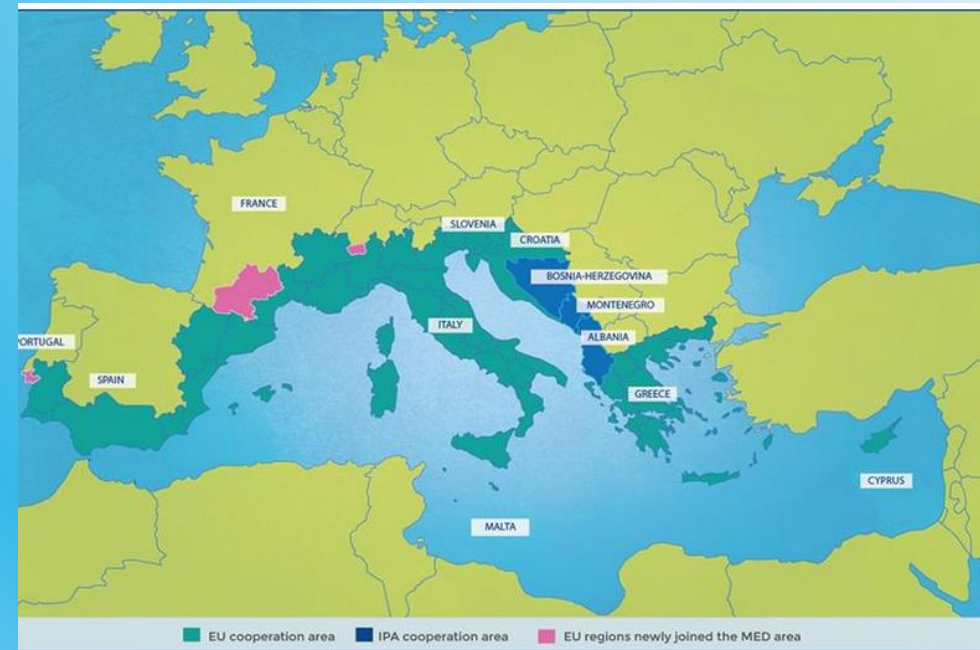 FRANCE
SLOVENIA
CROATIA
BOSNIA-HERZEGOVINA
MONTENEGRO
ITALY
ALBANIA
PORTUGAL
SPAIN
GREECE
CYPRUS
MALTA
EU cooperation area IPA cooperation area EU regions newly joined the MED area